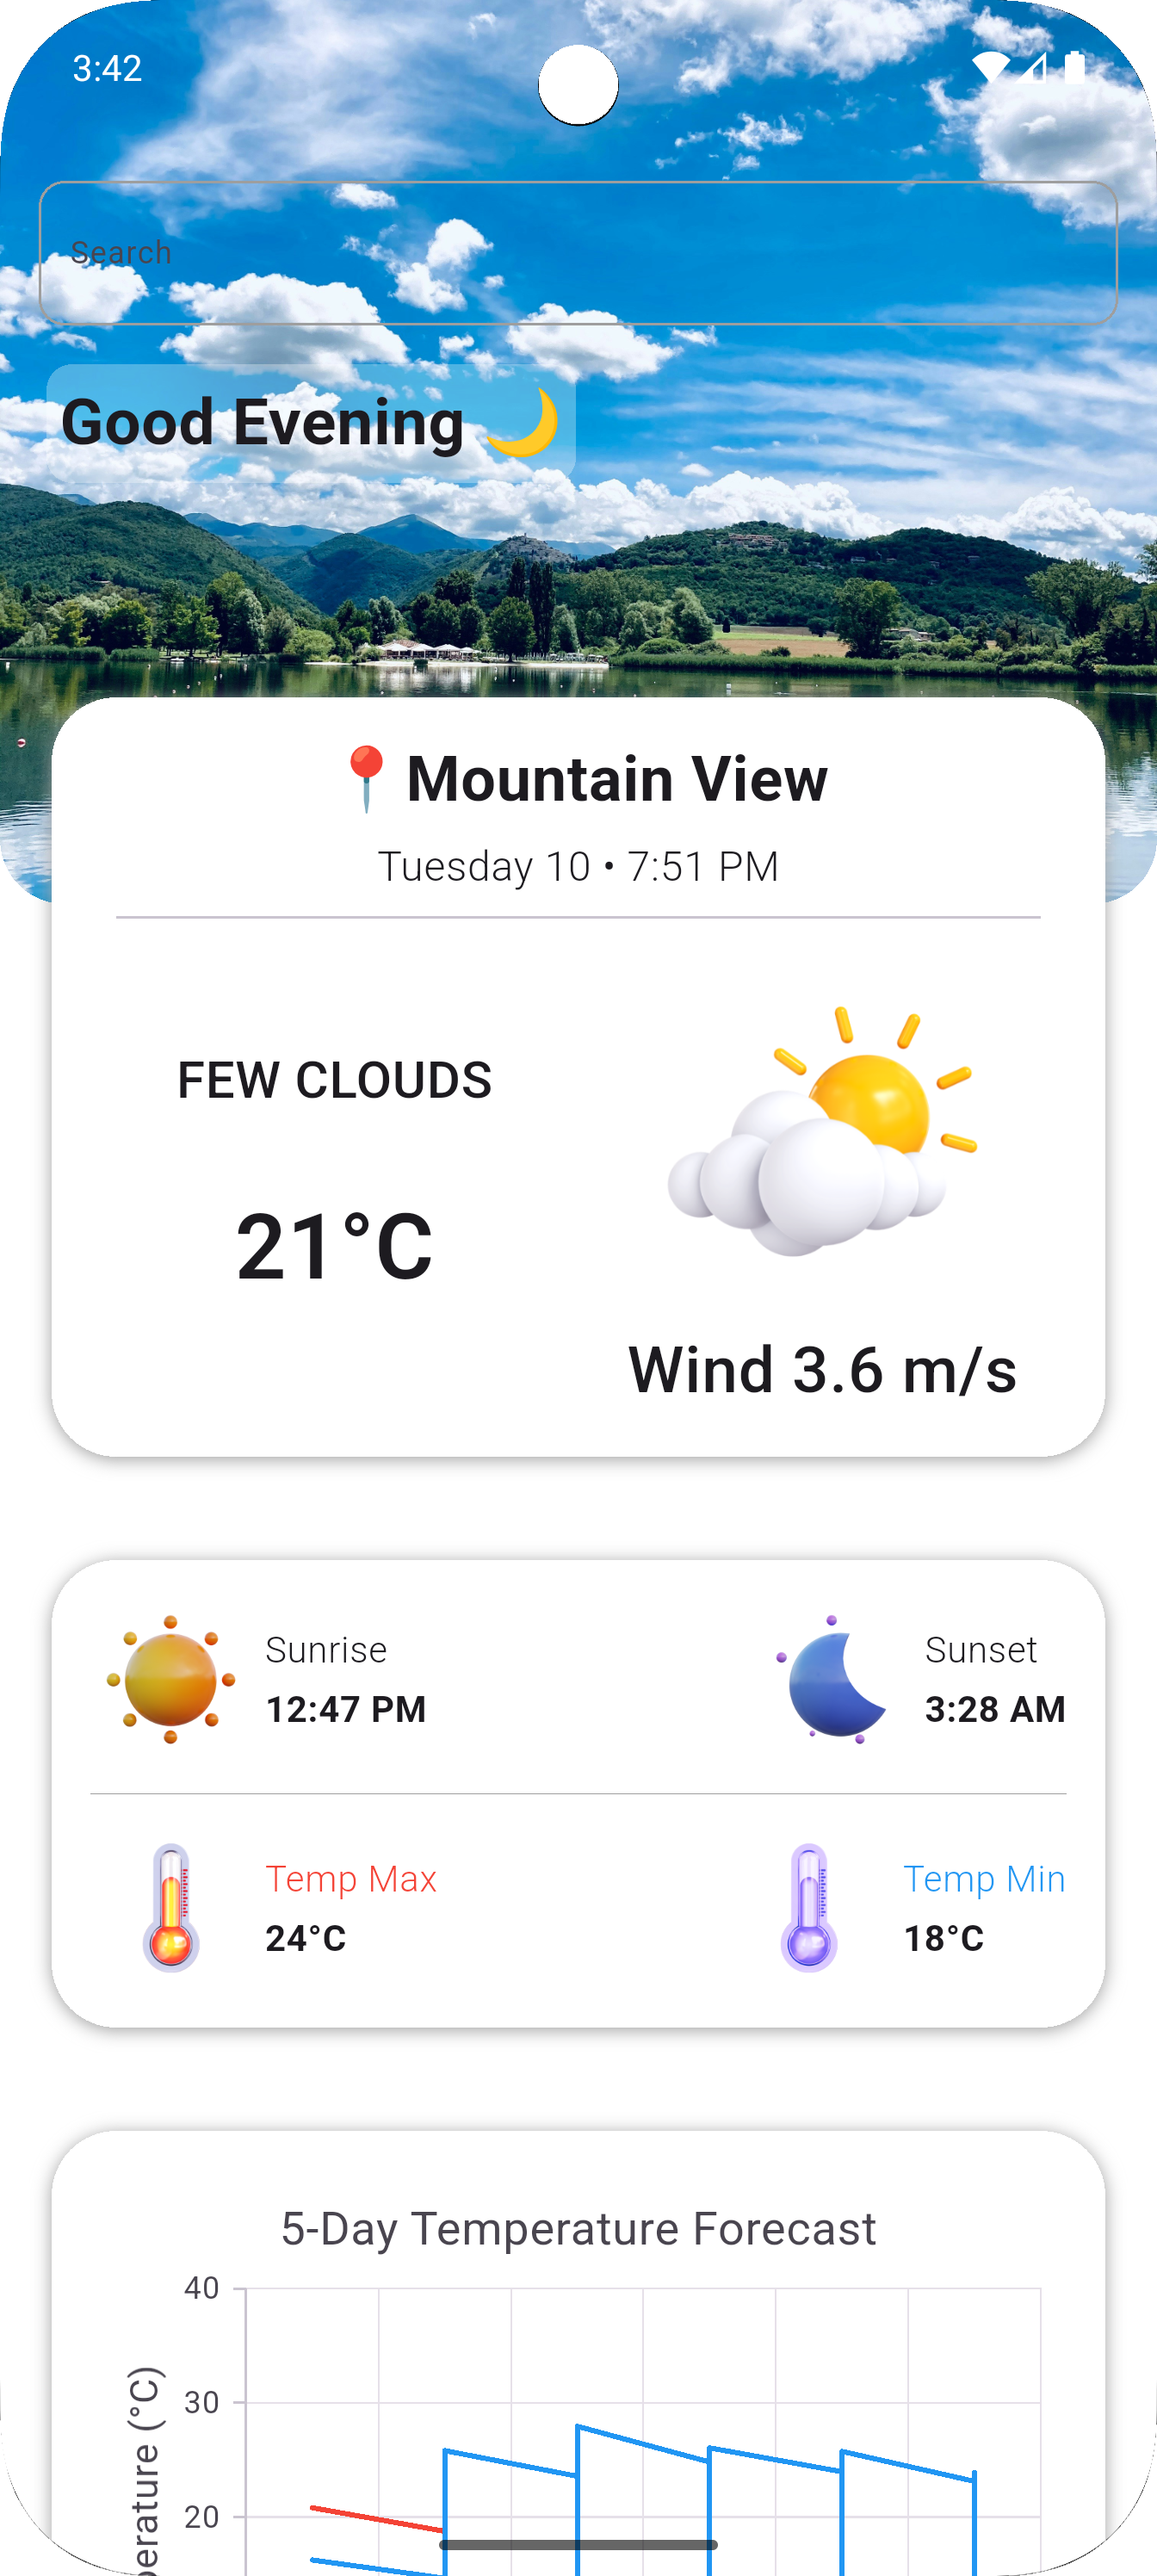 3:42
Search
Good Evening 🌙
📍 Mountain View
Tuesday 10 • 7:51 PM
FEW CLOUDS
21°C
Wind 3.6 m/s
Sunrise
12:47 PM
Sunset
3:28 AM
Temp Max
24°C
Temp Min
18°C
5-Day Temperature Forecast
40
30
20
perature (°C)